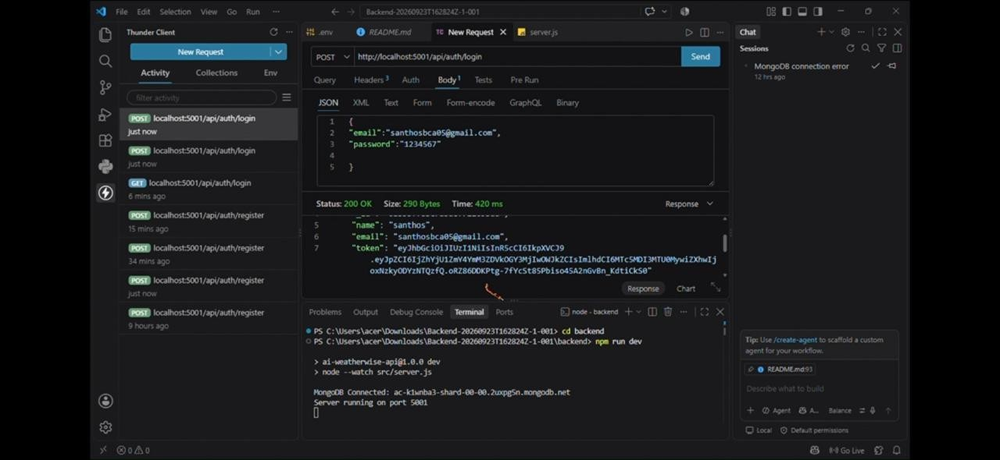 File Edit Selection View Go Run ...
Backend-20260923T162824Z-1-001
Thunder Client
New Request
Activity Collections Env
filter activity
POST localhost:5001/api/auth/login
just now
POST localhost:5001/api/auth/login
just now
GET localhost:5001/api/auth/login
6 mins ago
POST localhost:5001/api/auth/register
15 mins ago
POST localhost:5001/api/auth/register
34 mins ago
POST localhost:5001/api/auth/register
just now
POST localhost:5001/api/auth/register
9 hours ago
.env README.md TC New Request server.js
POST http://localhost:5001/api/auth/login Send
Query Headers 3 Auth Body 1 Tests Pre Run
JSON XML Text Form Form-encode GraphQL Binary
1 {
2 "email":"santhosbca05@gmail.com",
3 "password":"1234567"
4
5 }
Status: 200 OK Size: 290 Bytes Time: 420 ms Response
5 "name": "santhos",
6 "email": "santhosbca05@gmail.com",
7 "token": "eyJhbGciOiJIUzI1NiIsInR5cCI6IkpXVCJ9
Response Chart
Problems Output Debug Console Terminal Ports node - backend
PS C:\Users\acer\Downloads\Backend-20260923T162824Z-1-001> cd backend
PS C:\Users\acer\Downloads\Backend-20260923T162824Z-1-001\backend> npm run dev
> ai-weatherwise-api@1.0.0 dev
> node --watch src/server.js
MongoDB Connected: ac-k1wnba3-shard-00-00.2uxpg5n.mongodb.net
Server running on port 5001
Chat
Sessions
MongoDB connection error
12 hrs ago
Tip: Use /create-agent to scaffold a custom
agent for your workflow.
README.md:93
Describe what to build
Agent A... Balance
Local Default permissions
0 0
Go Live